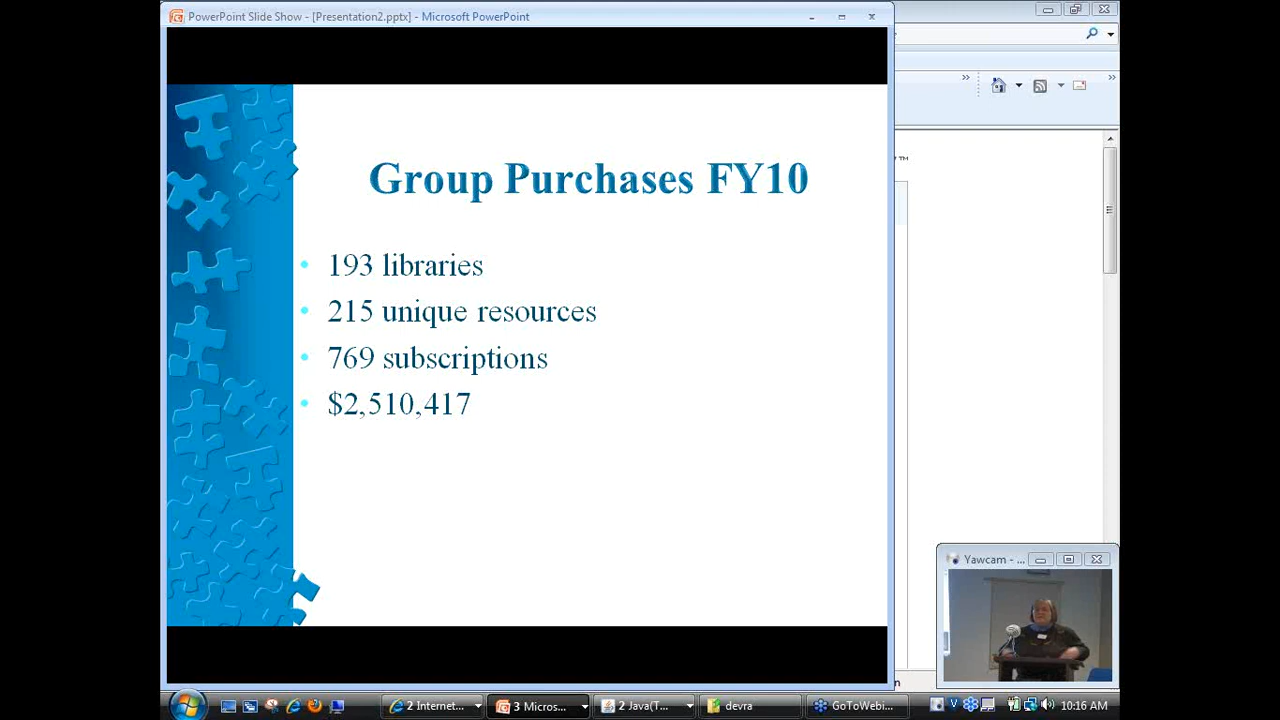 PowerPoint Slide Show - [Presentation2.pptx] - Microsoft PowerPoint
Group Purchases FY10
• 193 libraries
• 215 unique resources
• 769 subscriptions
• $2,510,417
Yawcam - ...
2 Internet...
3 Micros...
2 Java(T...
devra
GoToWebi...
10:16 AM